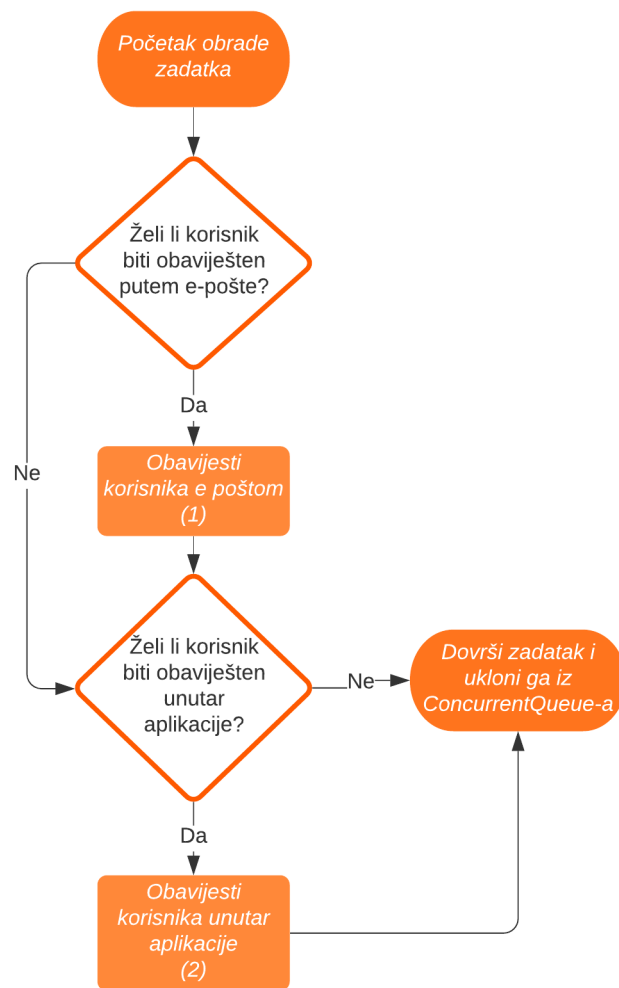 Početak obrade
zadatka
Želi li korisnik
biti obaviješten
putem e-pošte?
Da
Ne
Obavijesti
korisnika e poštom
(1)
Želi li korisnik
biti obaviješten
unutar
aplikacije?
Ne
Dovrši zadatak i
ukloni ga iz
ConcurrentQueue-a
Da
Obavijesti
korisnika unutar
aplikacije
(2)